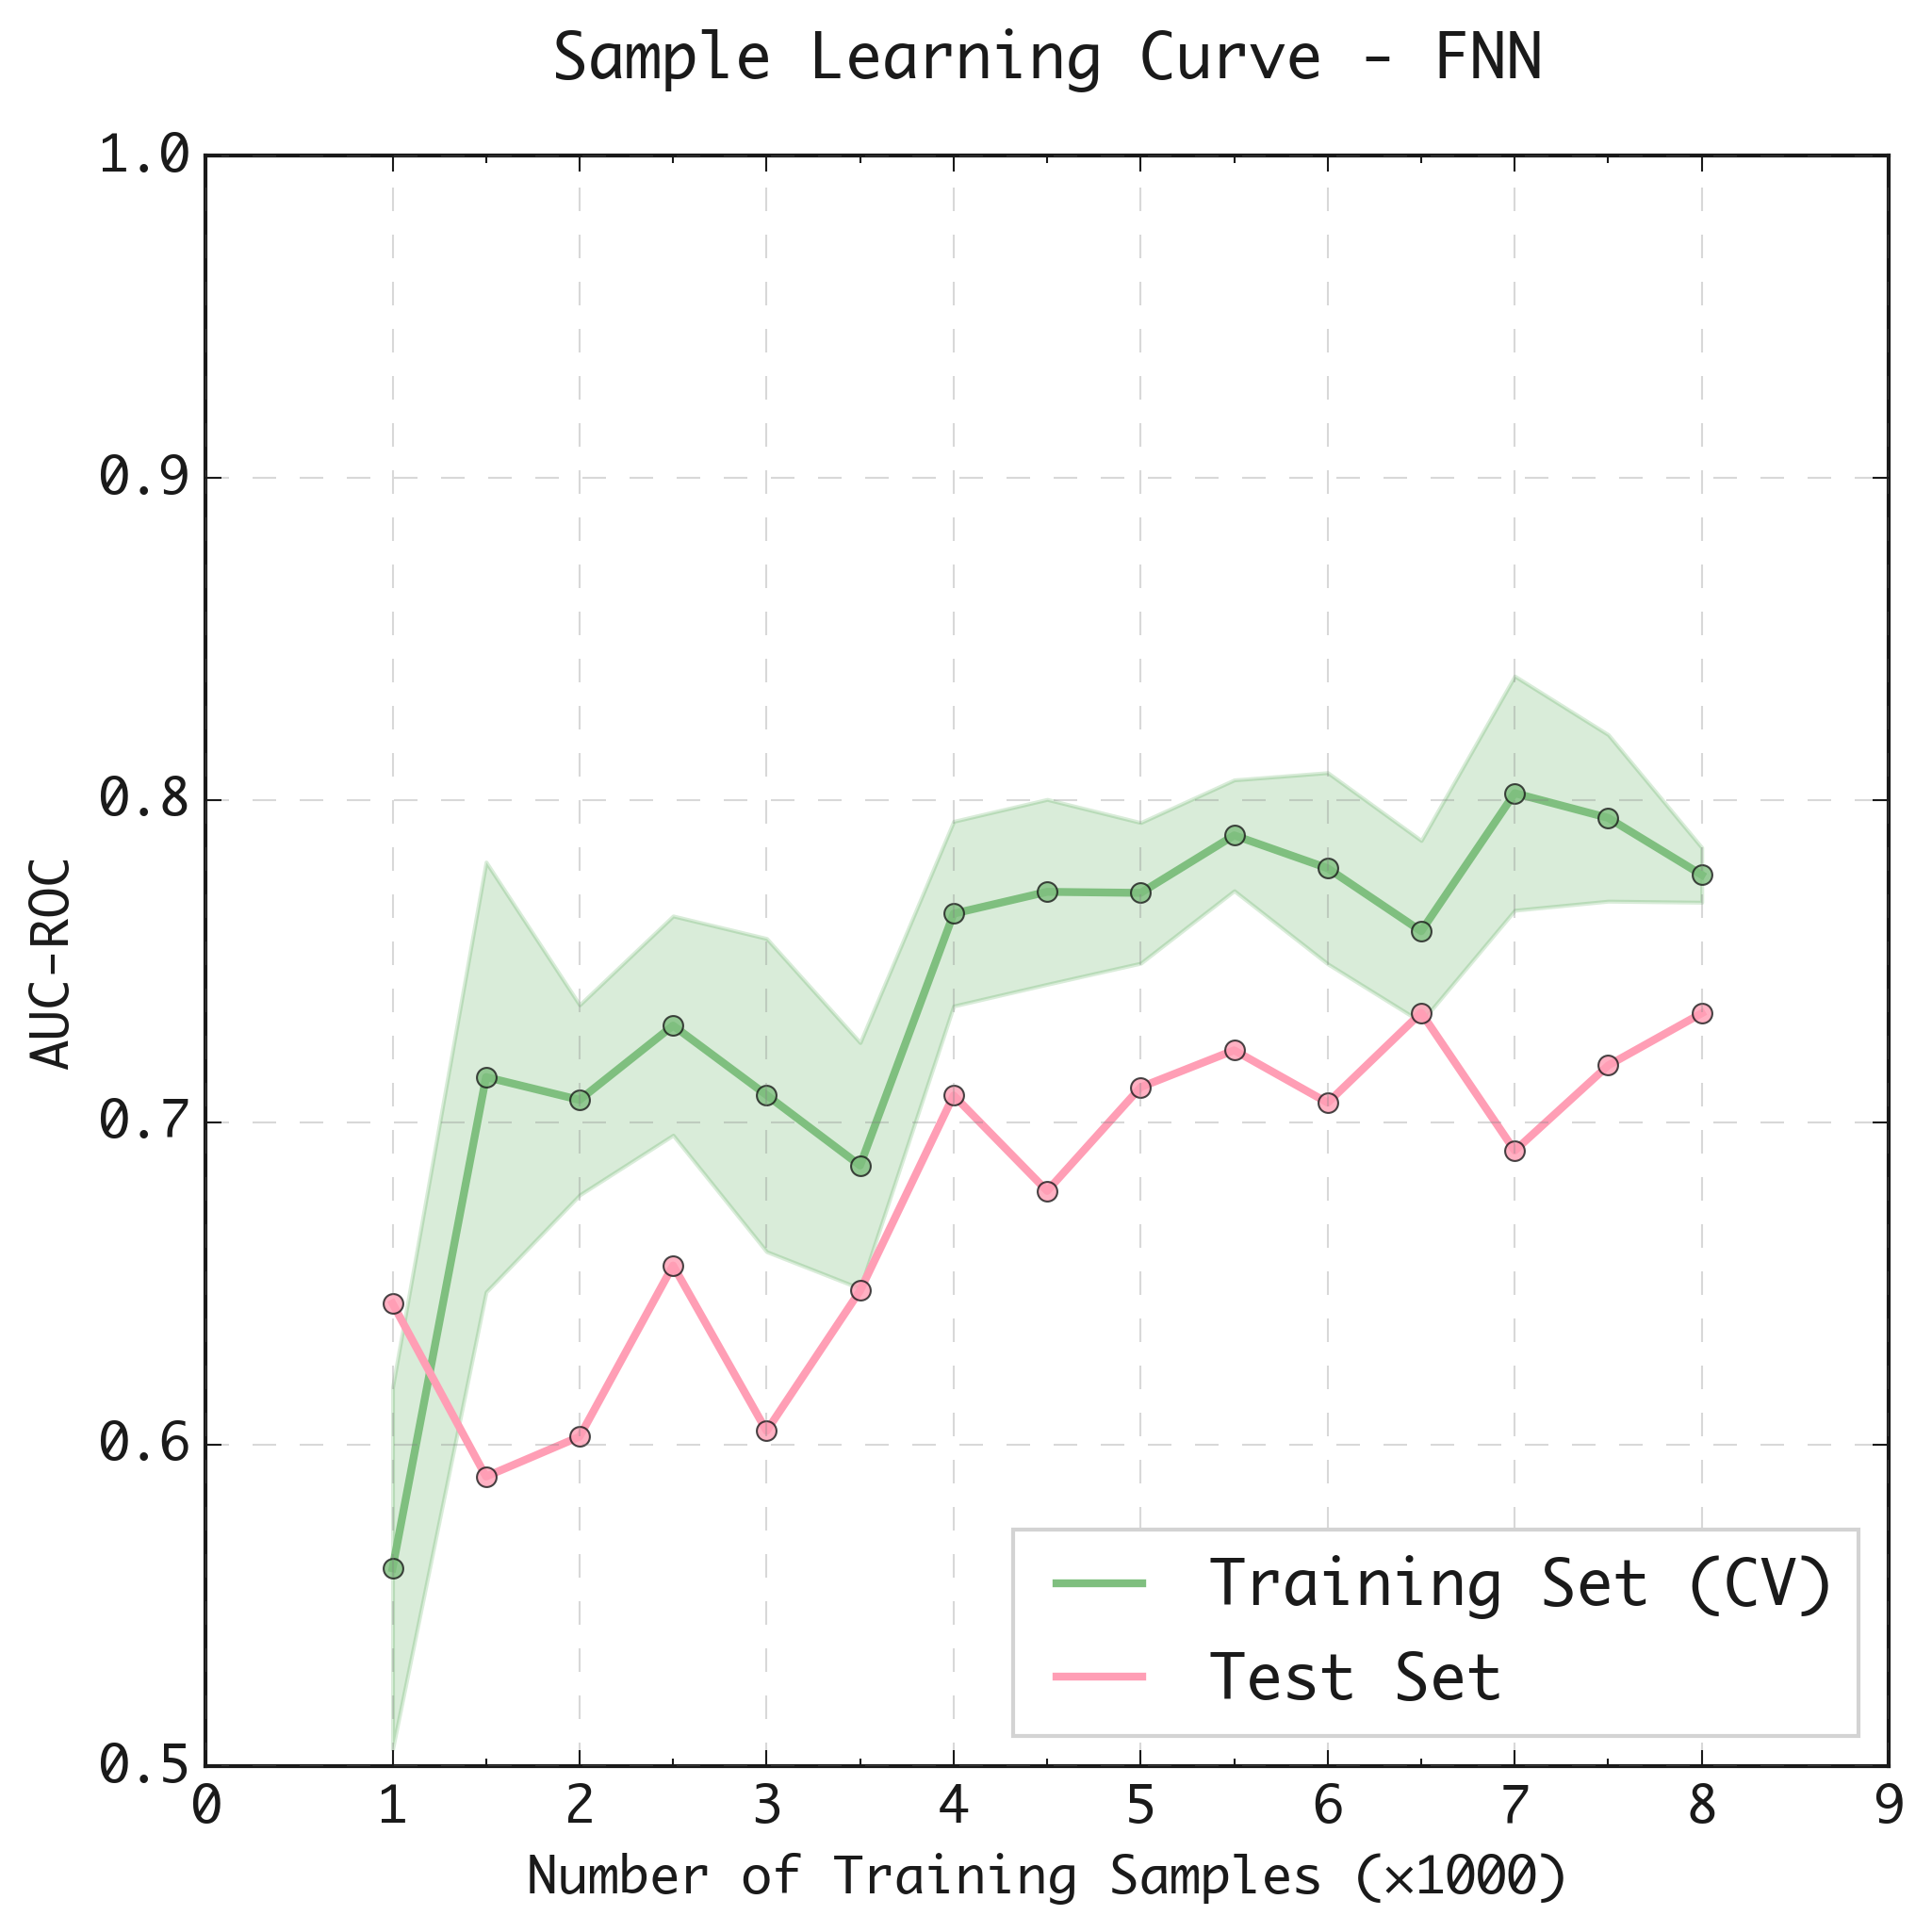 Sample Learning Curve - FNN
1.0
0.9
0.8
0.7
0.6
0.5
AUC-ROC
0 1 2 3 4 5 6 7 8 9
Number of Training Samples (×1000)
Training Set (CV)
Test Set